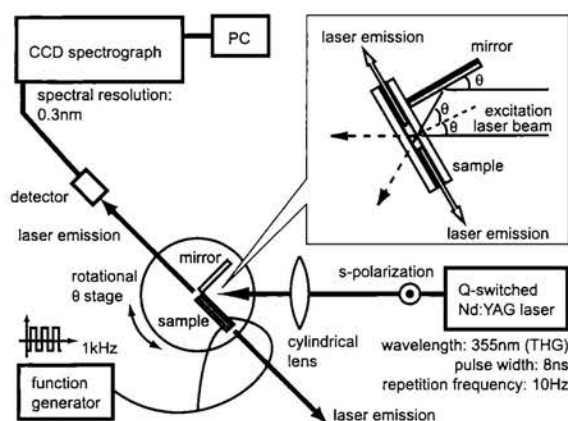 CCD spectrograph
PC
spectral resolution:
0.3nm
detector
laser emission
mirror
rotational
θ stage
sample
1kHz
function
generator
cylindrical
lens
s-polarization
Q-switched
Nd:YAG laser
wavelength: 355nm (THG)
pulse width: 8ns
repetition frequency: 10Hz
laser emission
laser emission
mirror
θ
θ
θ
excitation
laser beam
sample
laser emission